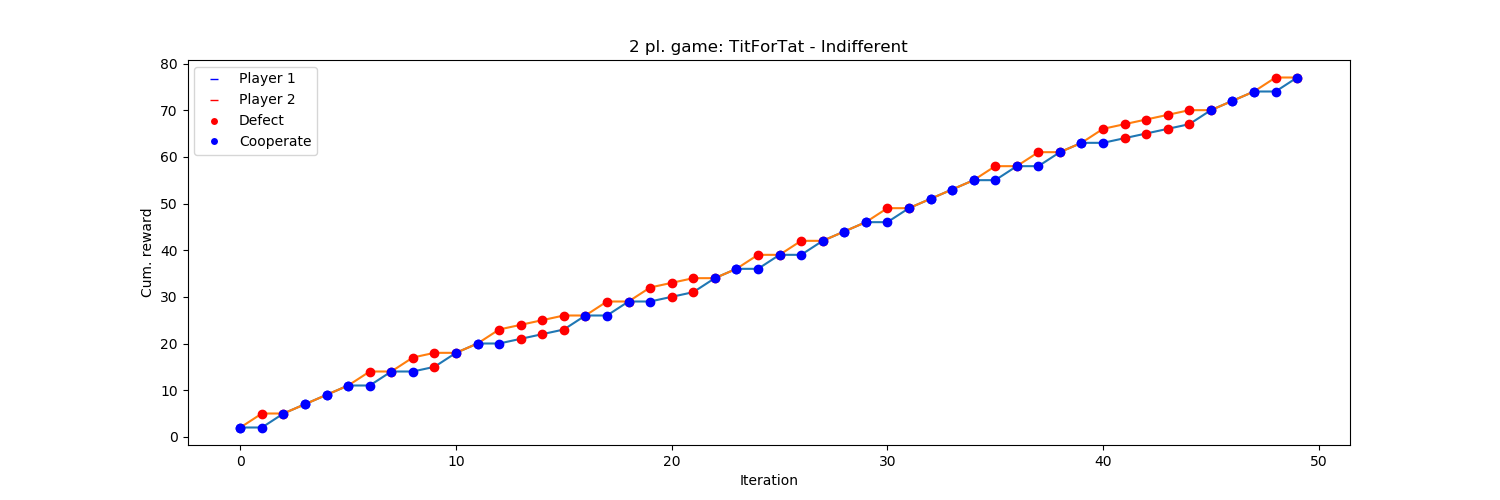 2 pl. game: TitForTat - Indifferent
80
70
60
50
40
30
20
10
0
Cum. reward
Player 1
Player 2
Defect
Cooperate
0 10 20 30 40 50
Iteration